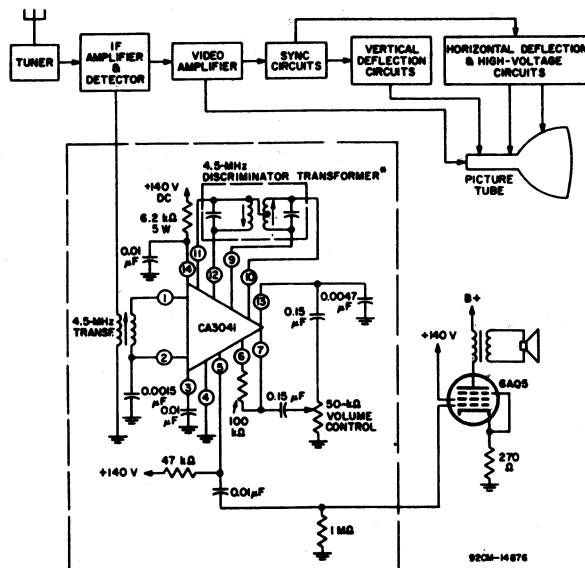 TUNER
IF
AMPLIFIER
&
DETECTOR
VIDEO
AMPLIFIER
SYNC
CIRCUITS
VERTICAL
DEFLECTION
CIRCUITS
HORIZONTAL DEFLECTION
& HIGH-VOLTAGE
CIRCUITS
PICTURE
TUBE
4.5-MHz
DISCRIMINATOR TRANSFORMER*
+140 V
DC
6.2 kΩ
5 W
0.01
μF
14
11
12
9
10
13
0.15
μF
0.0047
μF
1
4.5-MHz
TRANSF.
CA3041
2
3
4
5
6
7
0.0015
μF
0.01
μF
100
kΩ
0.15 μF
50-kΩ
VOLUME
CONTROL
+140 V
47 kΩ
0.01μF
1 MΩ
B+
+140 V
6AQ5
270
Ω
92CM-14876